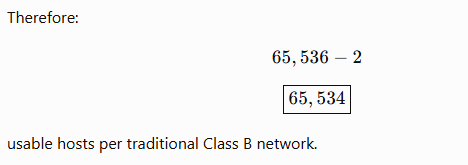 Therefore:
65,536 − 2
65,534
usable hosts per traditional Class B network.